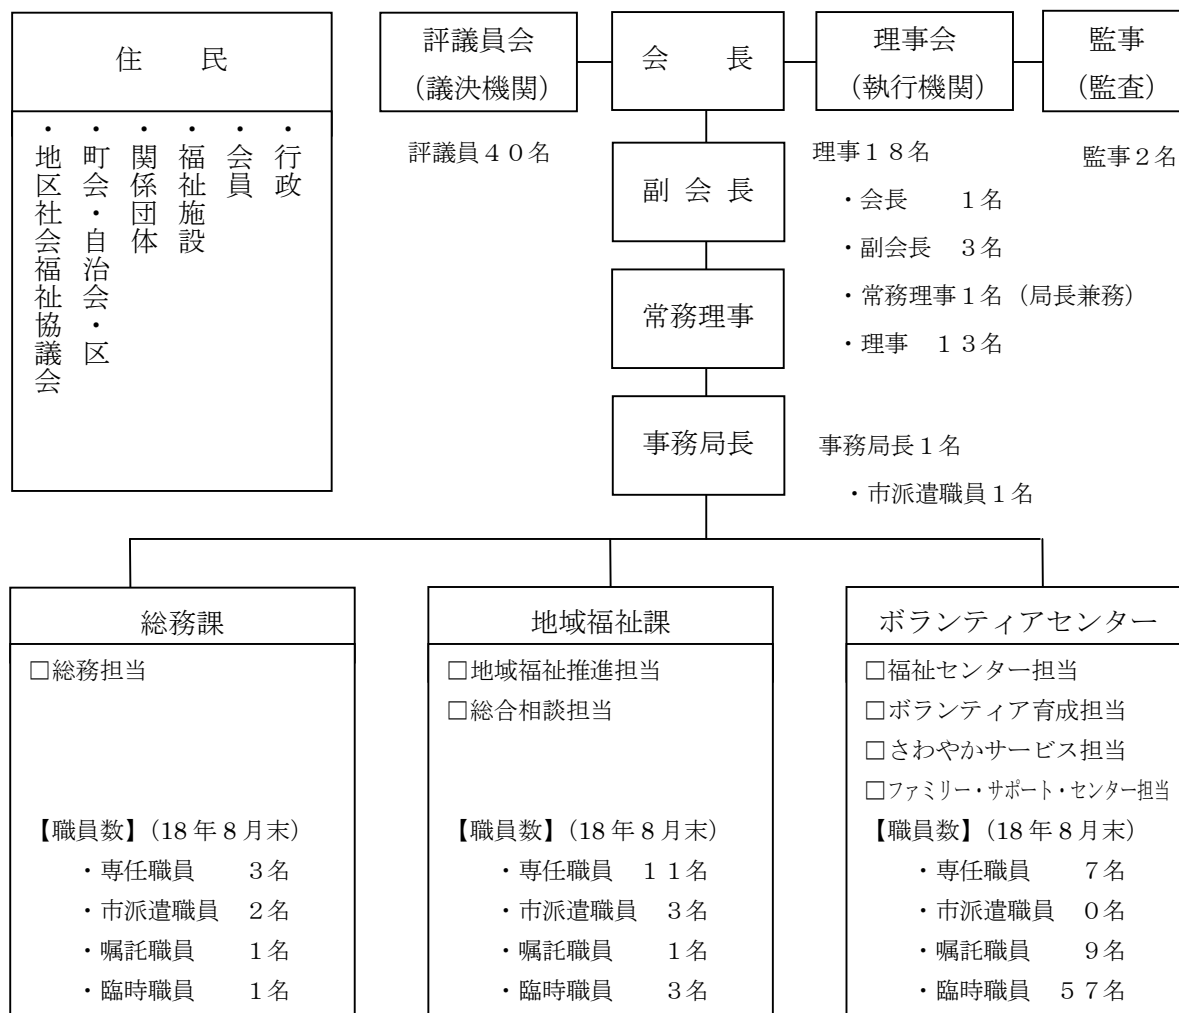 住　　民
・行政
・会員
・福祉施設
・関係団体
・町会・自治会・区
・地区社会福祉協議会
評議員会
（議決機関）
会　　長
理事会
（執行機関）
監事
（監査）
評議員４０名
理事１８名
・会長　　１名
・副会長　３名
・常務理事１名（局長兼務）
・理事　１３名
監事２名
副 会 長
常務理事
事務局長
事務局長１名
・市派遣職員１名
総務課
□総務担当
【職員数】（18 年 8 月末）
・専任職員　　３名
・市派遣職員　２名
・嘱託職員　　１名
・臨時職員　　１名
地域福祉課
□地域福祉推進担当
□総合相談担当
【職員数】（18 年 8 月末）
・専任職員　１１名
・市派遣職員　３名
・嘱託職員　　１名
・臨時職員　　３名
ボランティアセンター
□福祉センター担当
□ボランティア育成担当
□さわやかサービス担当
□ファミリー・サポート・センター担当
【職員数】（18 年 8 月末）
・専任職員　　７名
・市派遣職員　０名
・嘱託職員　　９名
・臨時職員　５７名